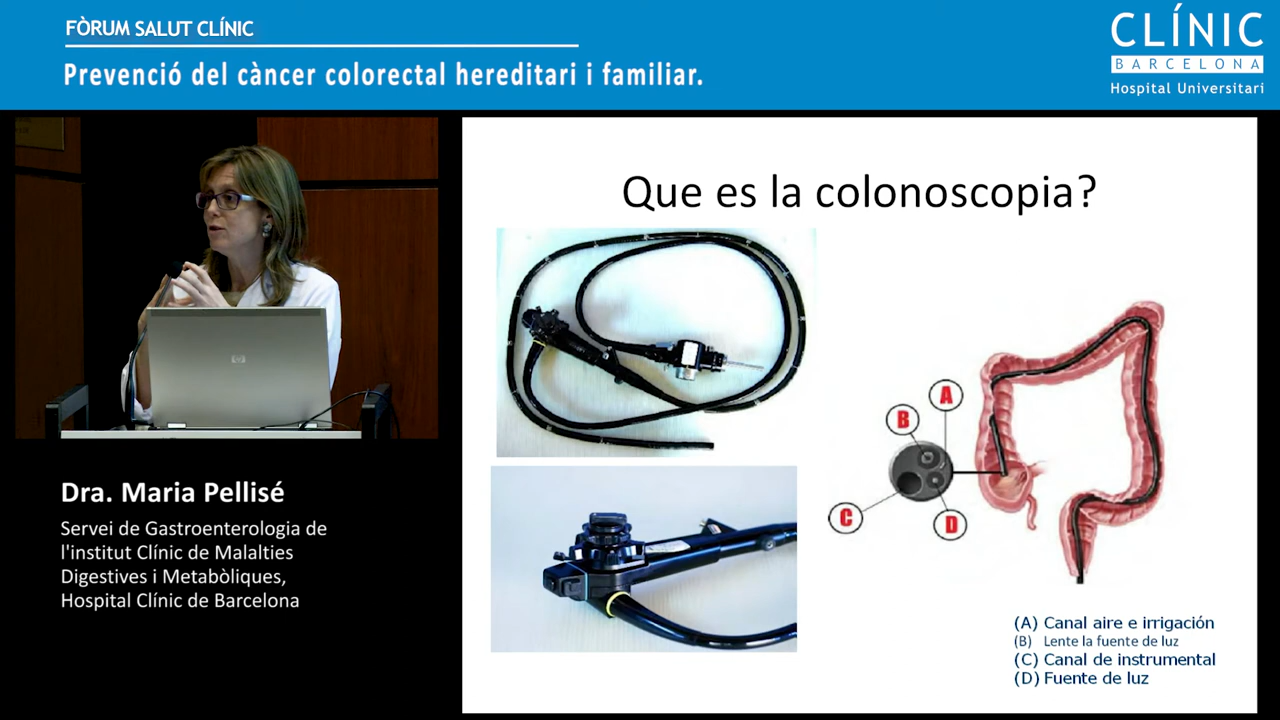 FÒRUM SALUT CLÍNIC
Prevenció del càncer colorectal hereditari i familiar.
CLÍNIC
BARCELONA
Hospital Universitari
Que es la colonoscopia?
A
B
C
D
(A) Canal aire e irrigación
(B) Lente la fuente de luz
(C) Canal de instrumental
(D) Fuente de luz
hp
Dra. Maria Pellisé
Servei de Gastroenterologia de
l'institut Clínic de Malalties
Digestives i Metabòliques,
Hospital Clínic de Barcelona